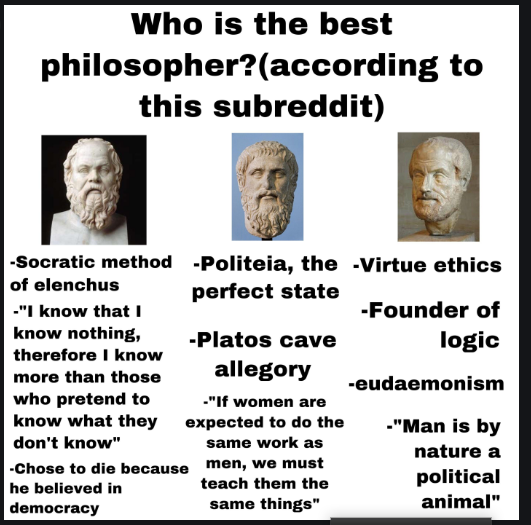 Who is the best
philosopher?(according to
this subreddit)
-Socratic method
of elenchus
-"I know that I
know nothing,
therefore I know
more than those
who pretend to
know what they
don't know"
-Chose to die because
he believed in
democracy
-Politeia, the
perfect state
-Platos cave
allegory
-"If women are
expected to do the
same work as
men, we must
teach them the
same things"
-Virtue ethics
-Founder of
logic
-eudaemonism
-"Man is by
nature a
political
animal"